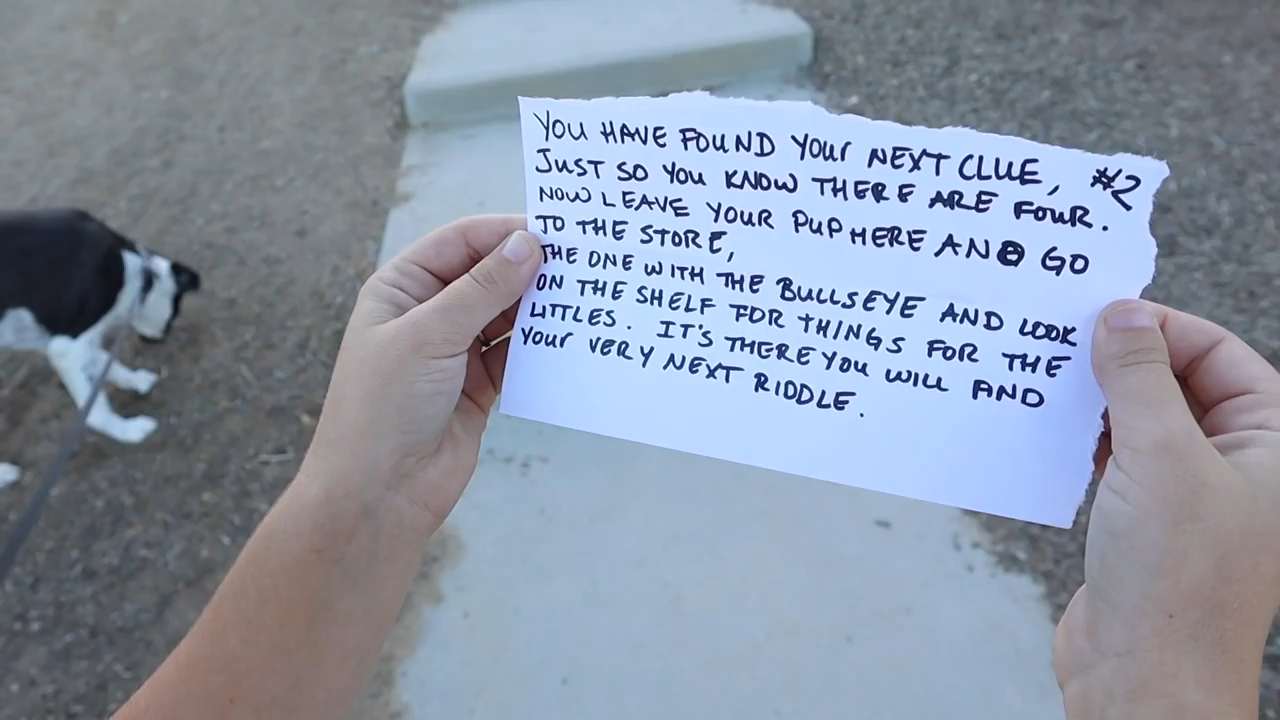 YOU HAVE FOUND YOUr NEXT CLUE, #2
JUST SO YOU KNOW THERE ARE FOUR.
NOW LEAVE YOUR PUP HERE AND GO
TO THE STORE,
THE ONE WITH THE BULLSEYE AND LOOK
ON THE SHELF FOR THINGS FOR THE
LITTLES. IT'S THERE YOU WILL AND
YOUr VERY NEXT RIDDLE.